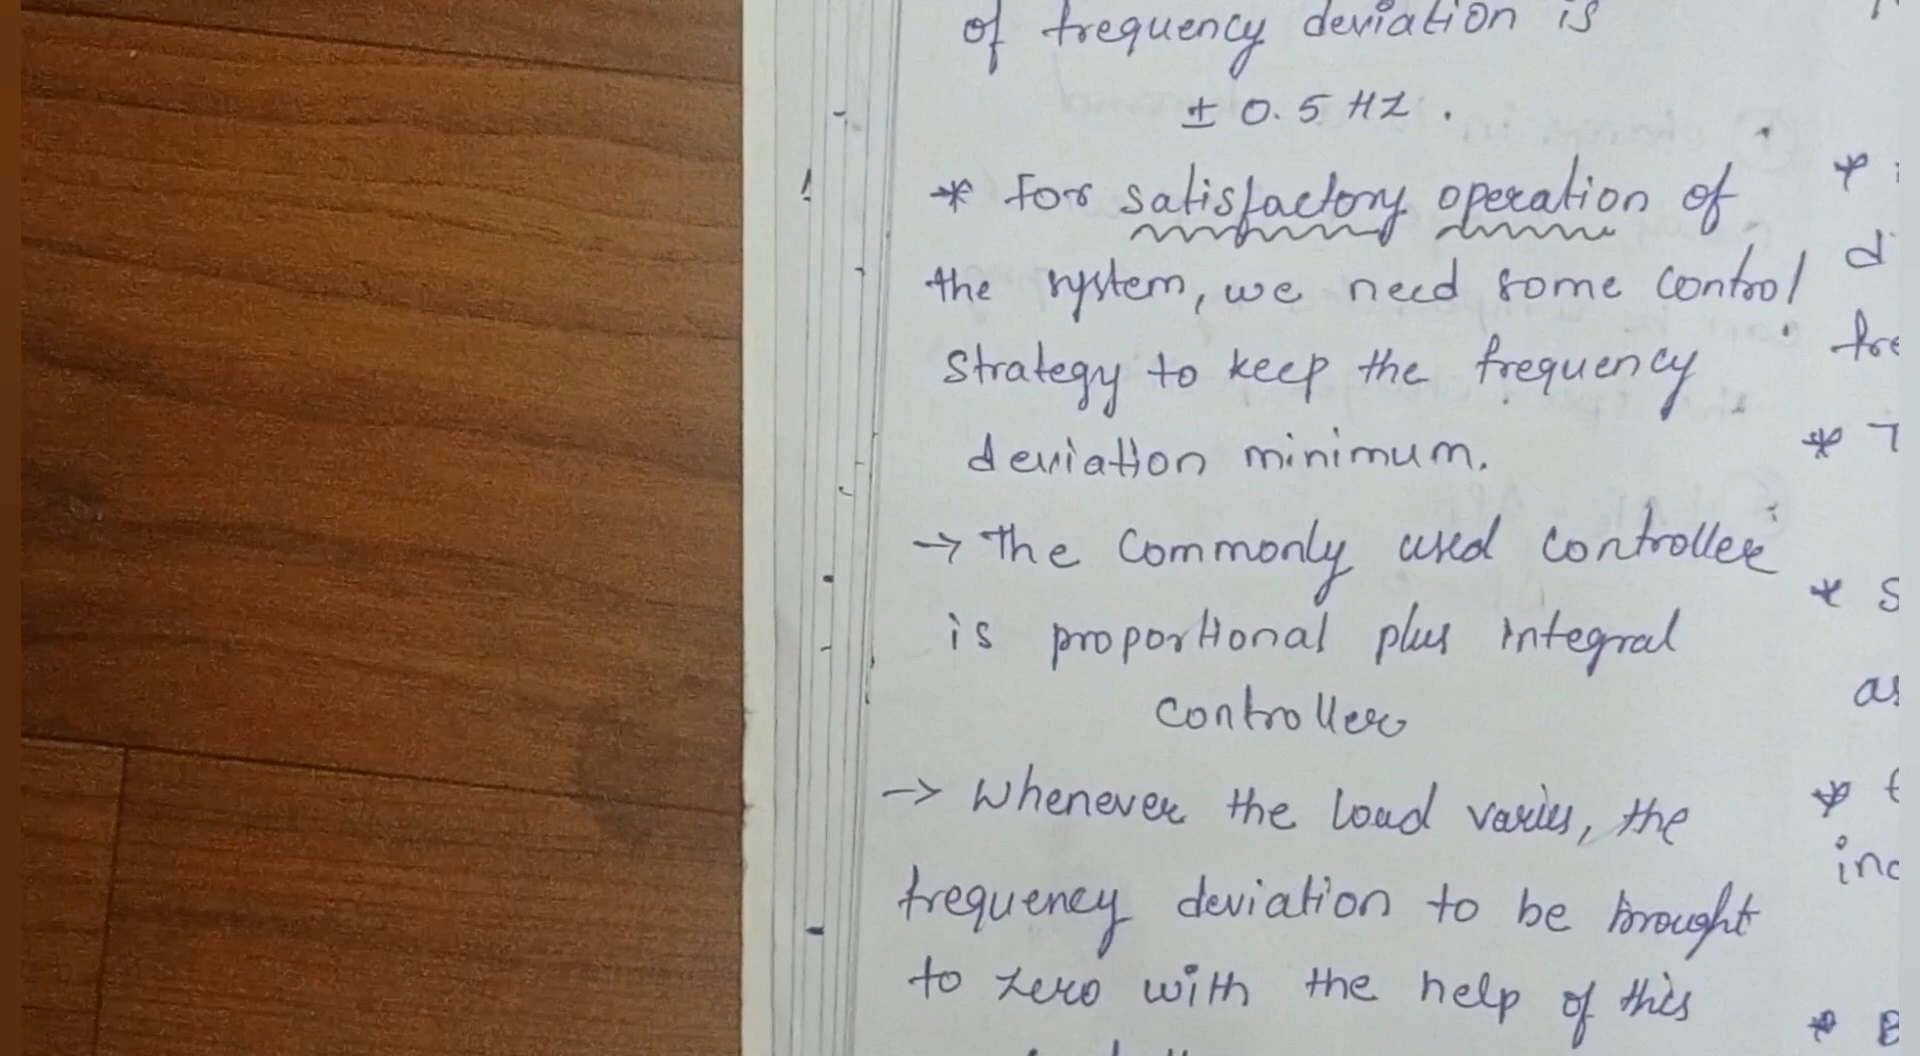 of frequency deviation is
± 0.5 HZ.
* For satisfactory operation of
the system, we need some control
strategy to keep the frequency
deviation minimum.
→ The commonly used controller
is proportional plus integral
controller
→ Whenever the load varies, the
frequency deviation to be brought
to zero with the help of this